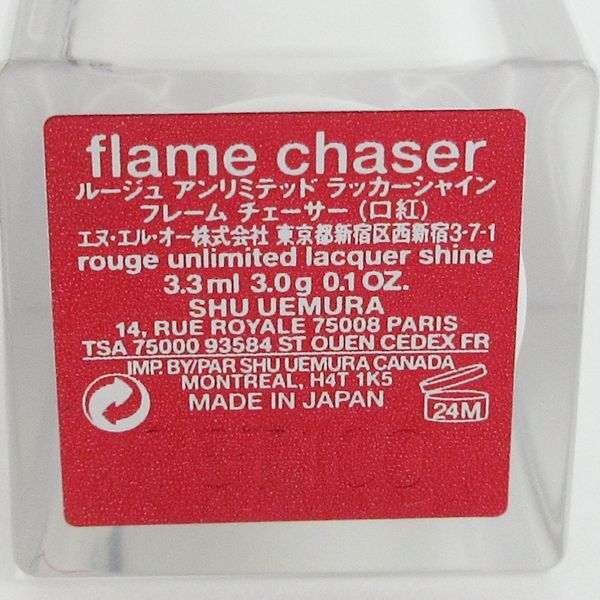 flame chaser
ルージュ アンリミテッド ラッカーシャイン
フレーム チェーサー (口紅)
エヌ・エル・オー株式会社 東京都新宿区西新宿3-7-1
rouge unlimited lacquer shine
3.3 ml 3.0 g 0.1 OZ.
SHU UEMURA
14, RUE ROYALE 75008 PARIS
TSA 75000 93584 ST OUEN CEDEX FR
IMP. BY/PAR SHU UEMURA CANADA
MONTREAL, H4T 1K5
MADE IN JAPAN
24M